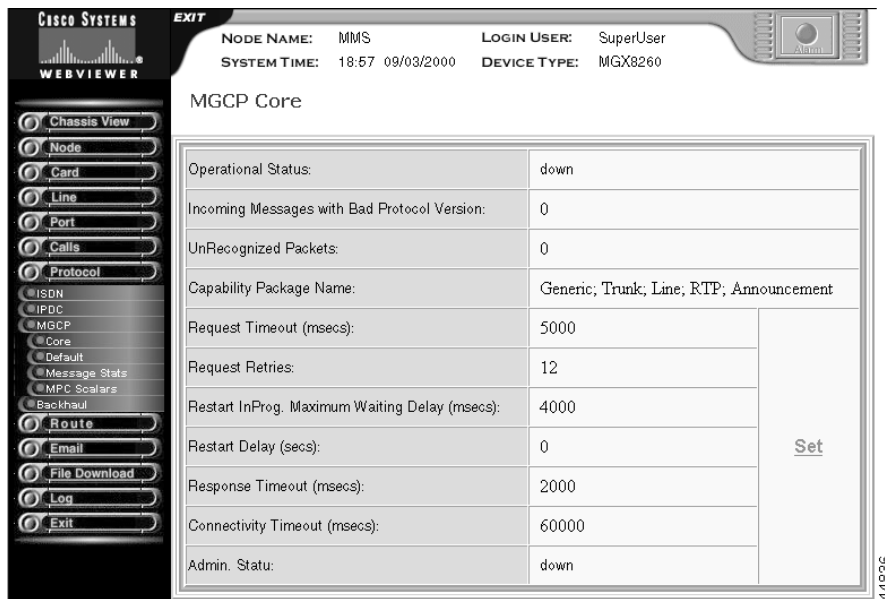 CISCO SYSTEMS
WEBVIEWER
EXIT
NODE NAME: MMS LOGIN USER: SuperUser
SYSTEM TIME: 18:57 09/03/2000 DEVICE TYPE: MGX8260
Alarm
MGCP Core
Chassis View
Node
Card
Line
Port
Calls
Protocol
ISDN
IPDC
MGCP
Core
Default
Message Stats
MPC Scalars
Backhaul
Route
Email
File Download
Log
Exit
Operational Status: down
Incoming Messages with Bad Protocol Version: 0
UnRecognized Packets: 0
Capability Package Name: Generic; Trunk; Line; RTP; Announcement
Request Timeout (msecs): 5000
Request Retries: 12
Restart InProg. Maximum Waiting Delay (msecs): 4000
Restart Delay (secs): 0
Response Timeout (msecs): 2000
Connectivity Timeout (msecs): 60000
Admin. Statu: down
Set
44836